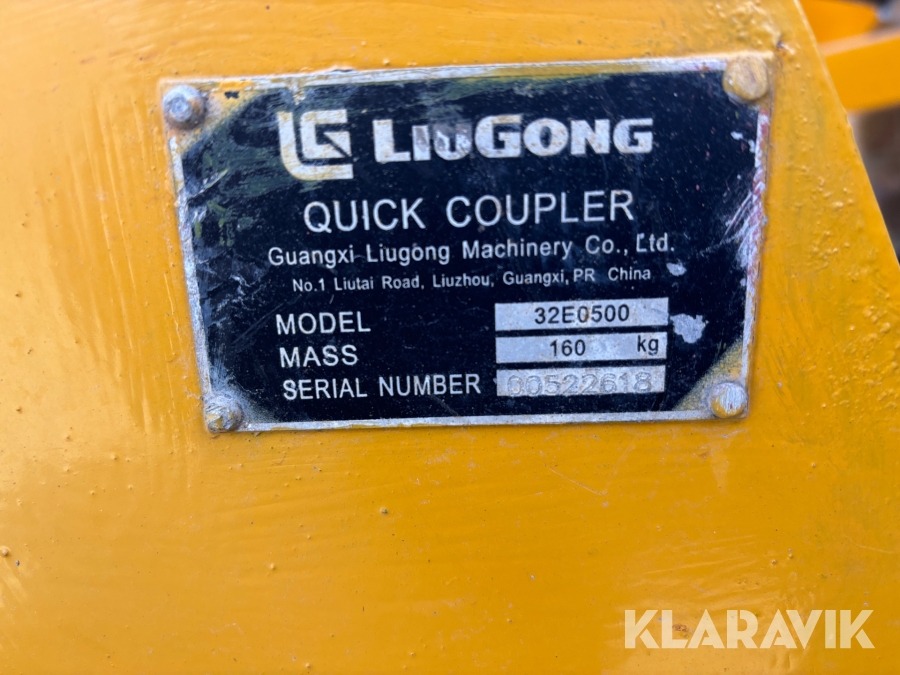 LG LIUGONG
QUICK COUPLER
Guangxi Liugong Machinery Co., Ltd.
No.1 Liutai Road, Liuzhou, Guangxi, PR China
MODEL 32E0500
MASS 160 kg
SERIAL NUMBER 00522618
KLARAVIK